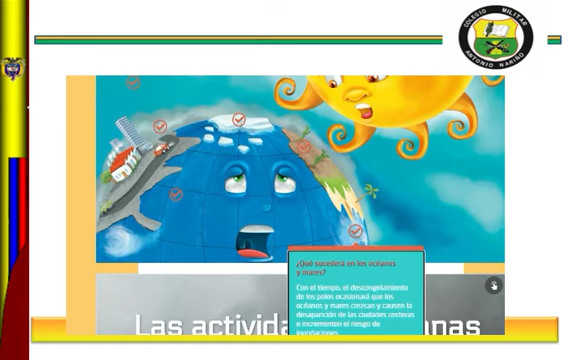 COLEGIO MILITAR
ANTONIO NARIÑO
¿Qué sucederá en los océanos
y mares?
Con el tiempo, el descongelamiento
de los polos ocasionará que los
océanos y mares crezcan y causen la
desaparición de las ciudades costeras
e incrementen el riesgo de
inundaciones.
Las activida
nas